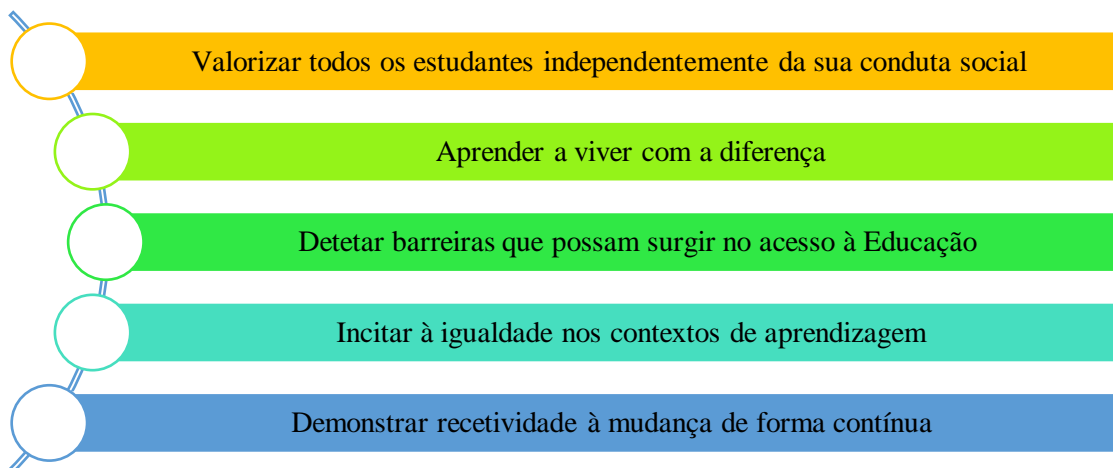 Valorizar todos os estudantes independentemente da sua conduta social
Aprender a viver com a diferença
Detetar barreiras que possam surgir no acesso à Educação
Incitar à igualdade nos contextos de aprendizagem
Demonstrar recetividade à mudança de forma contínua